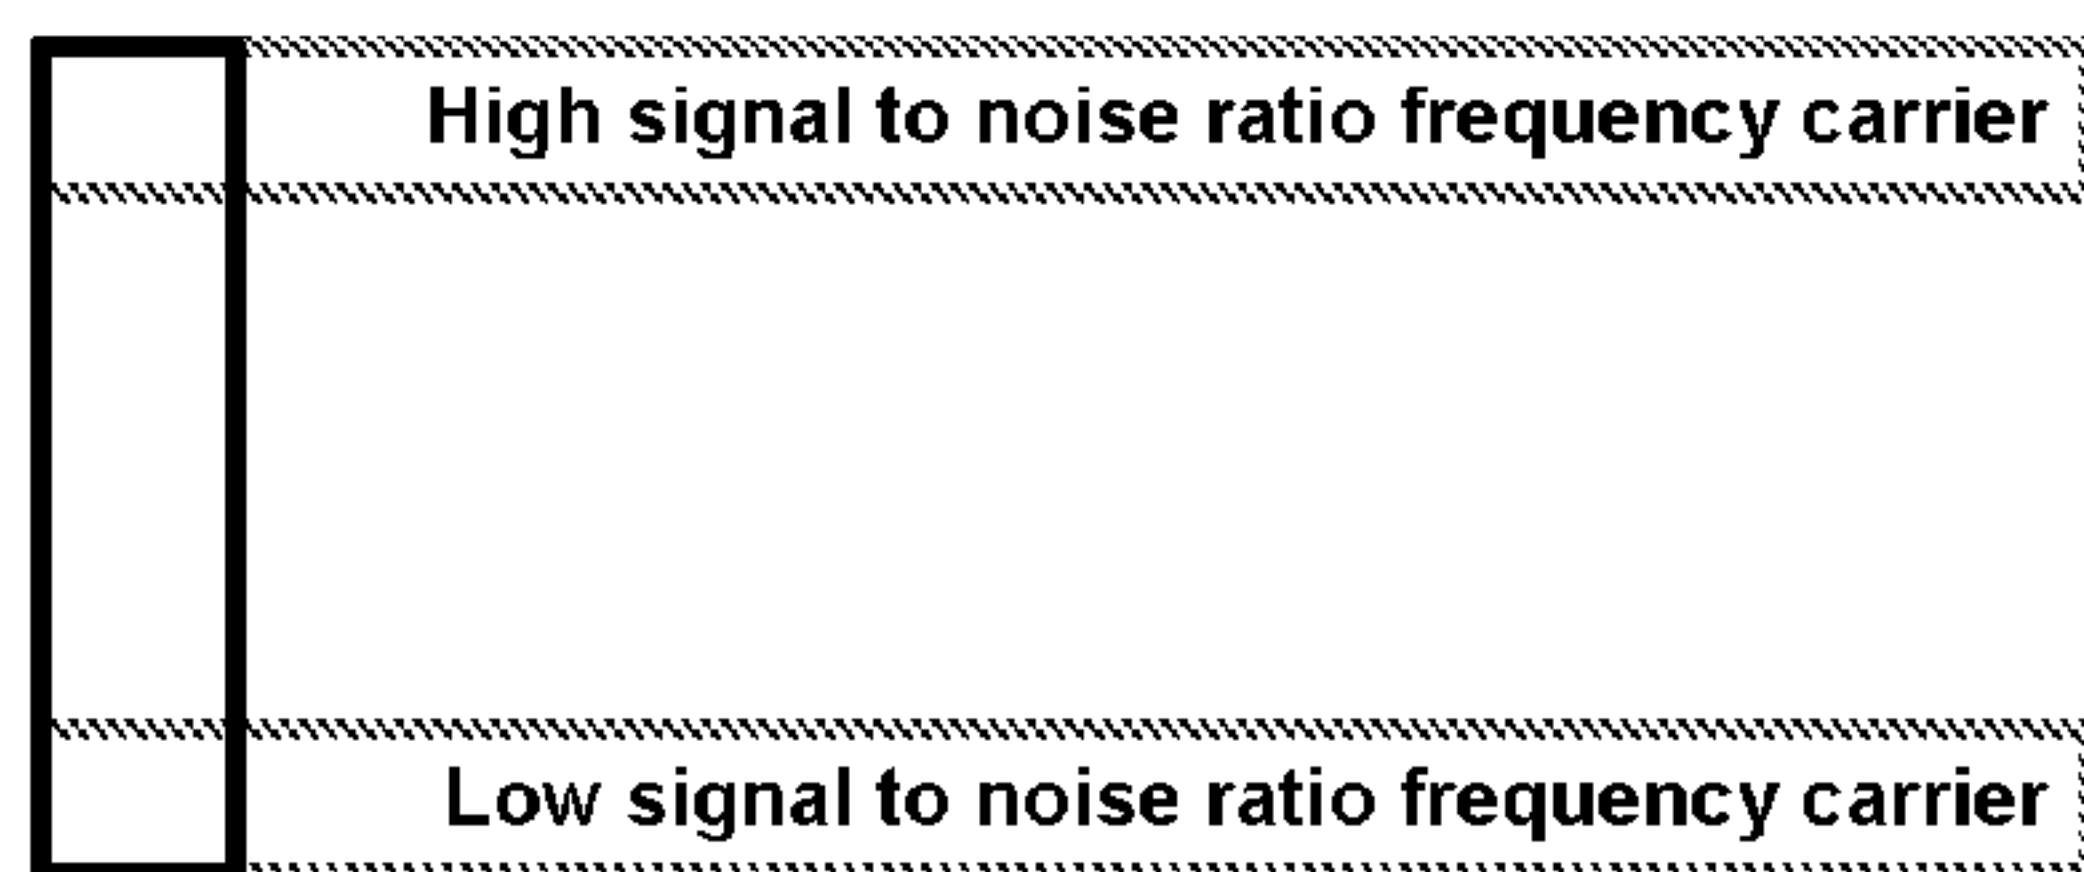 High signal to noise ratio frequency carrier
Low signal to noise ratio frequency carrier